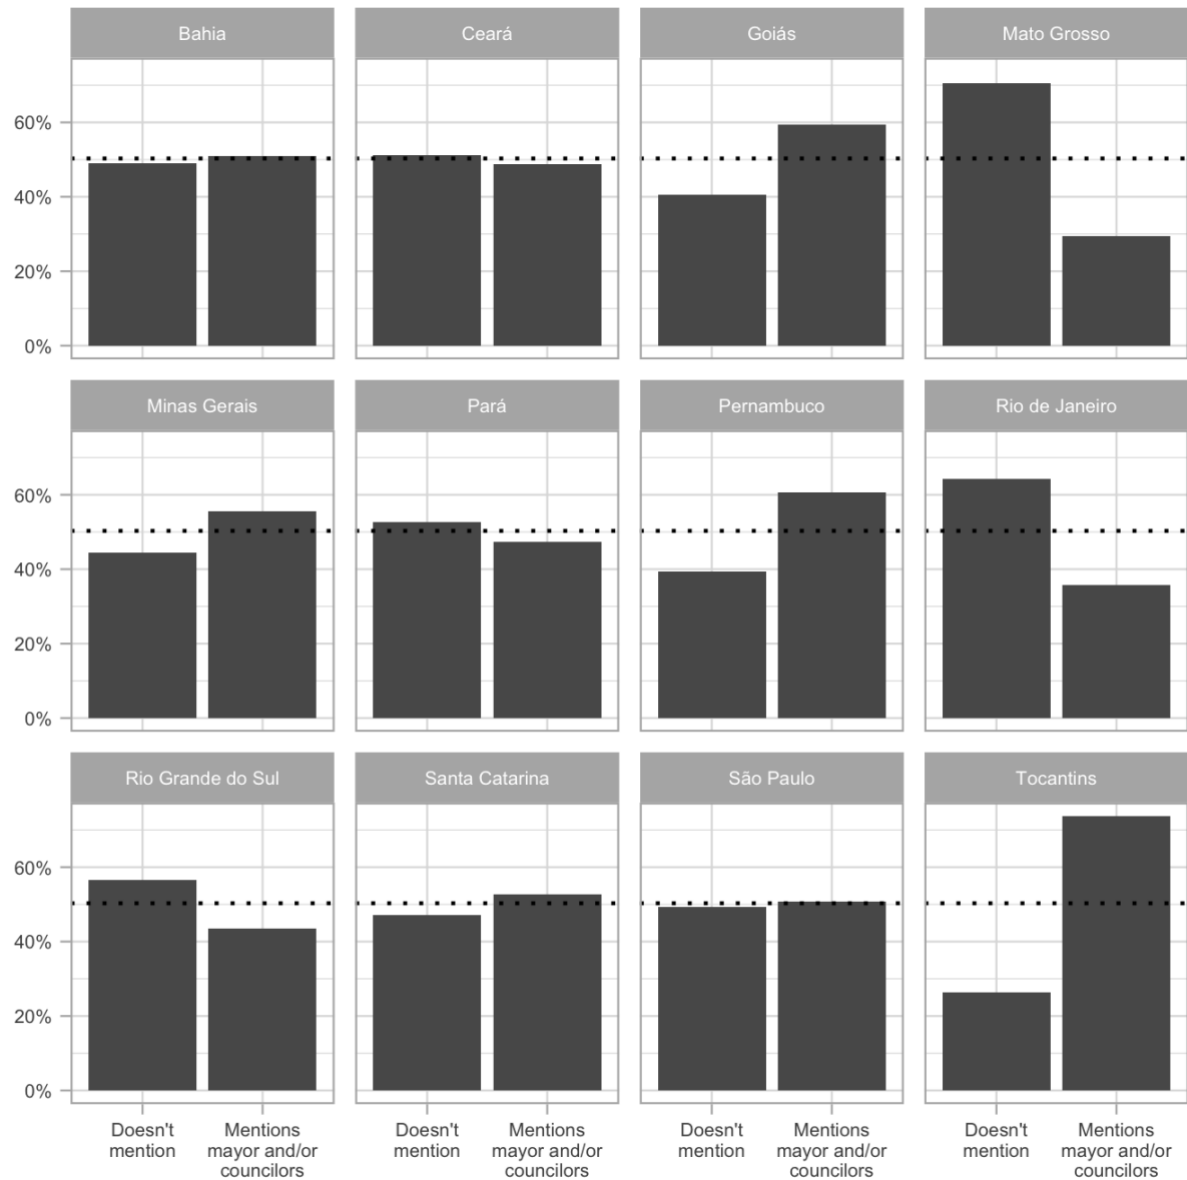 Bahia
Ceará
Goiás
Mato Grosso
60%
40%
20%
0%
Minas Gerais
Pará
Pernambuco
Rio de Janeiro
60%
40%
20%
0%
Rio Grande do Sul
Santa Catarina
São Paulo
Tocantins
60%
40%
20%
0%
Doesn't
mention
Mentions
mayor and/or
councilors
Doesn't
mention
Mentions
mayor and/or
councilors
Doesn't
mention
Mentions
mayor and/or
councilors
Doesn't
mention
Mentions
mayor and/or
councilors